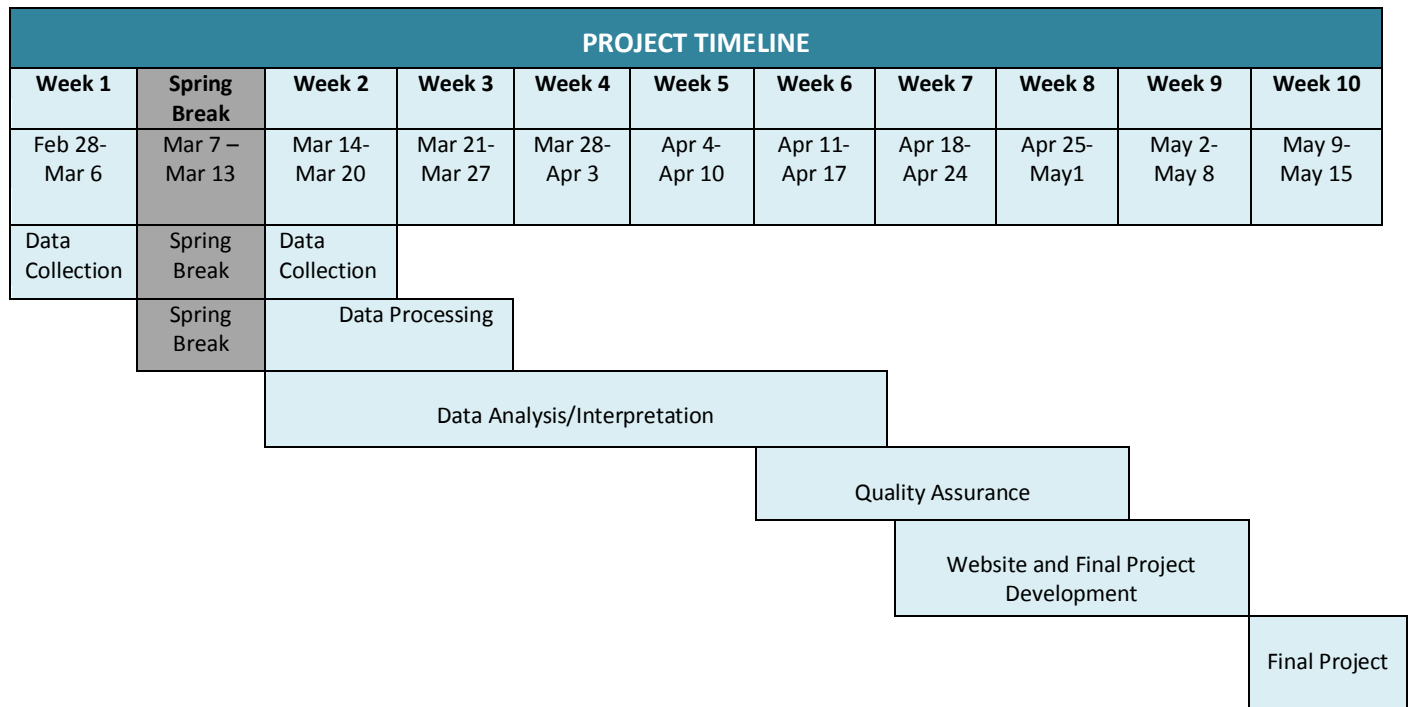 PROJECT TIMELINE
Week 1 Spring Break Week 2 Week 3 Week 4 Week 5 Week 6 Week 7 Week 8 Week 9 Week 10
Feb 28- Mar 6 Mar 7 – Mar 13 Mar 14- Mar 20 Mar 21- Mar 27 Mar 28- Apr 3 Apr 4- Apr 10 Apr 11- Apr 17 Apr 18- Apr 24 Apr 25- May1 May 2- May 8 May 9- May 15
Data Collection Spring Break Data Collection
Spring Break Data Processing
Data Analysis/Interpretation
Quality Assurance
Website and Final Project
Development
Final Project